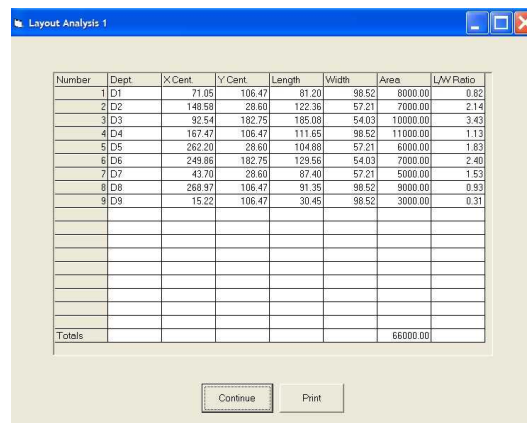 Layout Analysis 1
Number Dept. X Cent. Y Cent. Length Width Area L/W Ratio
1 D1 71.05 106.47 81.20 98.52 8000.00 0.82
2 D2 148.58 28.60 122.36 57.21 7000.00 2.14
3 D3 92.54 182.75 185.08 54.03 10000.00 3.43
4 D4 167.47 106.47 111.65 98.52 11000.00 1.13
5 D5 262.20 28.60 104.88 57.21 6000.00 1.83
6 D6 249.86 182.75 129.56 54.03 7000.00 2.40
7 D7 43.70 28.60 87.40 57.21 5000.00 1.53
8 D8 268.97 106.47 91.35 98.52 9000.00 0.93
9 D9 15.22 106.47 30.45 98.52 3000.00 0.31
Totals 66000.00
Continue Print